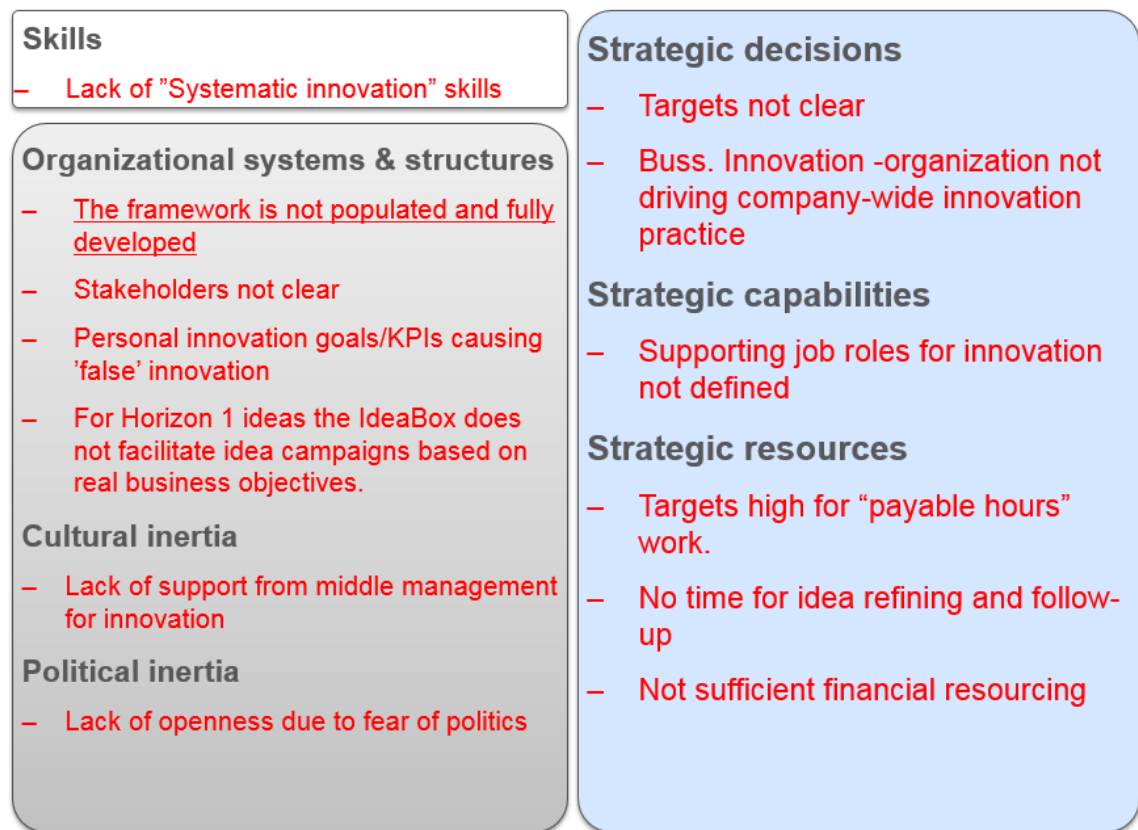 Skills
– Lack of ”Systematic innovation” skills
Organizational systems & structures
– The framework is not populated and fully
developed
– Stakeholders not clear
– Personal innovation goals/KPIs causing
’false’ innovation
– For Horizon 1 ideas the IdeaBox does
not facilitate idea campaigns based on
real business objectives.
Cultural inertia
– Lack of support from middle management
for innovation
Political inertia
– Lack of openness due to fear of politics
Strategic decisions
– Targets not clear
– Buss. Innovation -organization not
driving company-wide innovation
practice
Strategic capabilities
– Supporting job roles for innovation
not defined
Strategic resources
– Targets high for “payable hours”
work.
– No time for idea refining and follow-
up
– Not sufficient financial resourcing